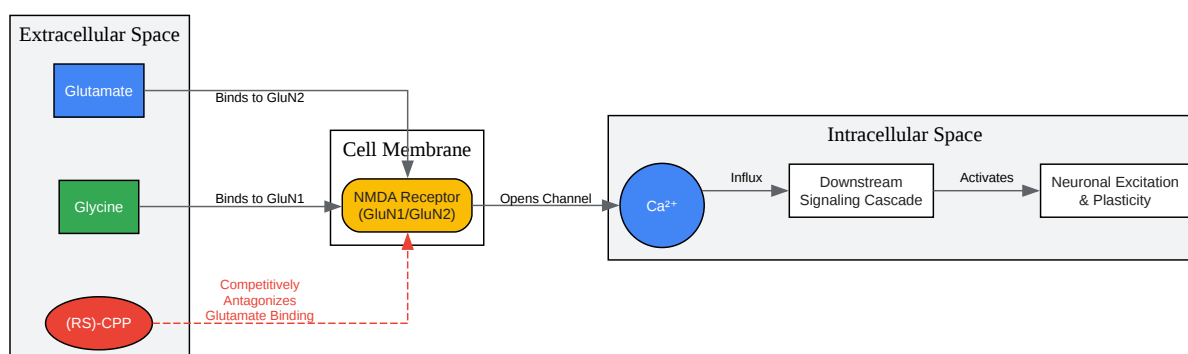 Extracellular Space
Glutamate
Binds to GluN2
Glycine
Binds to GluN1
(RS)-CPP
Competitively
Antagonizes
Glutamate Binding
Cell Membrane
NMDA Receptor
(GluN1/GluN2)
Opens Channel
Intracellular Space
Ca²⁺
Influx
Downstream
Signaling Cascade
Activates
Neuronal Excitation
& Plasticity